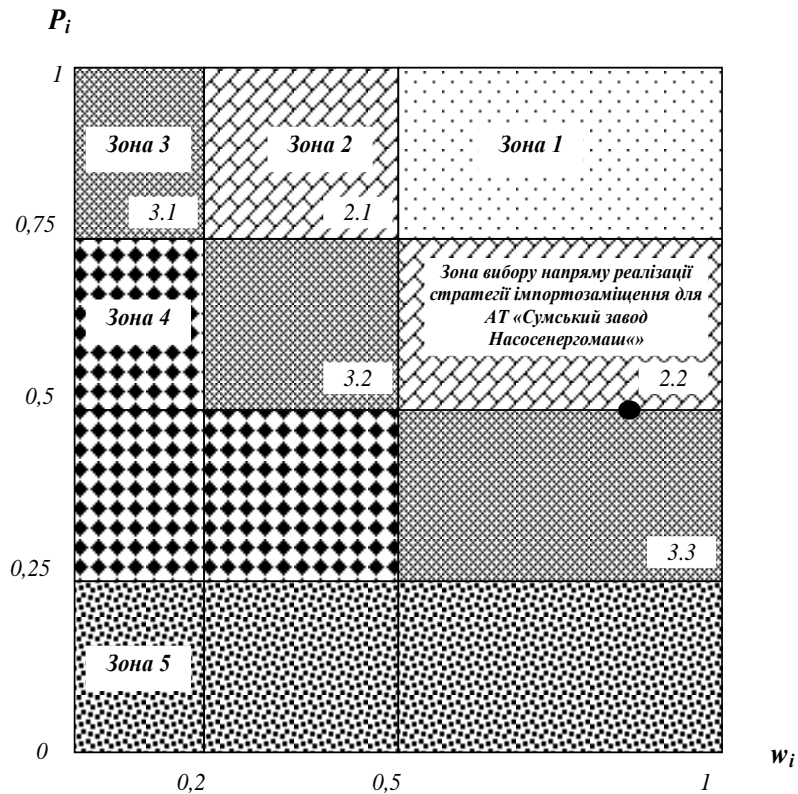 Pi
1
Зона 3
Зона 2
Зона 1
3.1
2.1
0,75
Зона вибору напряму реалізації
стратегії імпортозаміщення для
АТ «Сумський завод
Насосенергомаш«»
Зона 4
3.2
2.2
0,5
3.3
0,25
Зона 5
0
wi
0,2
0,5
1